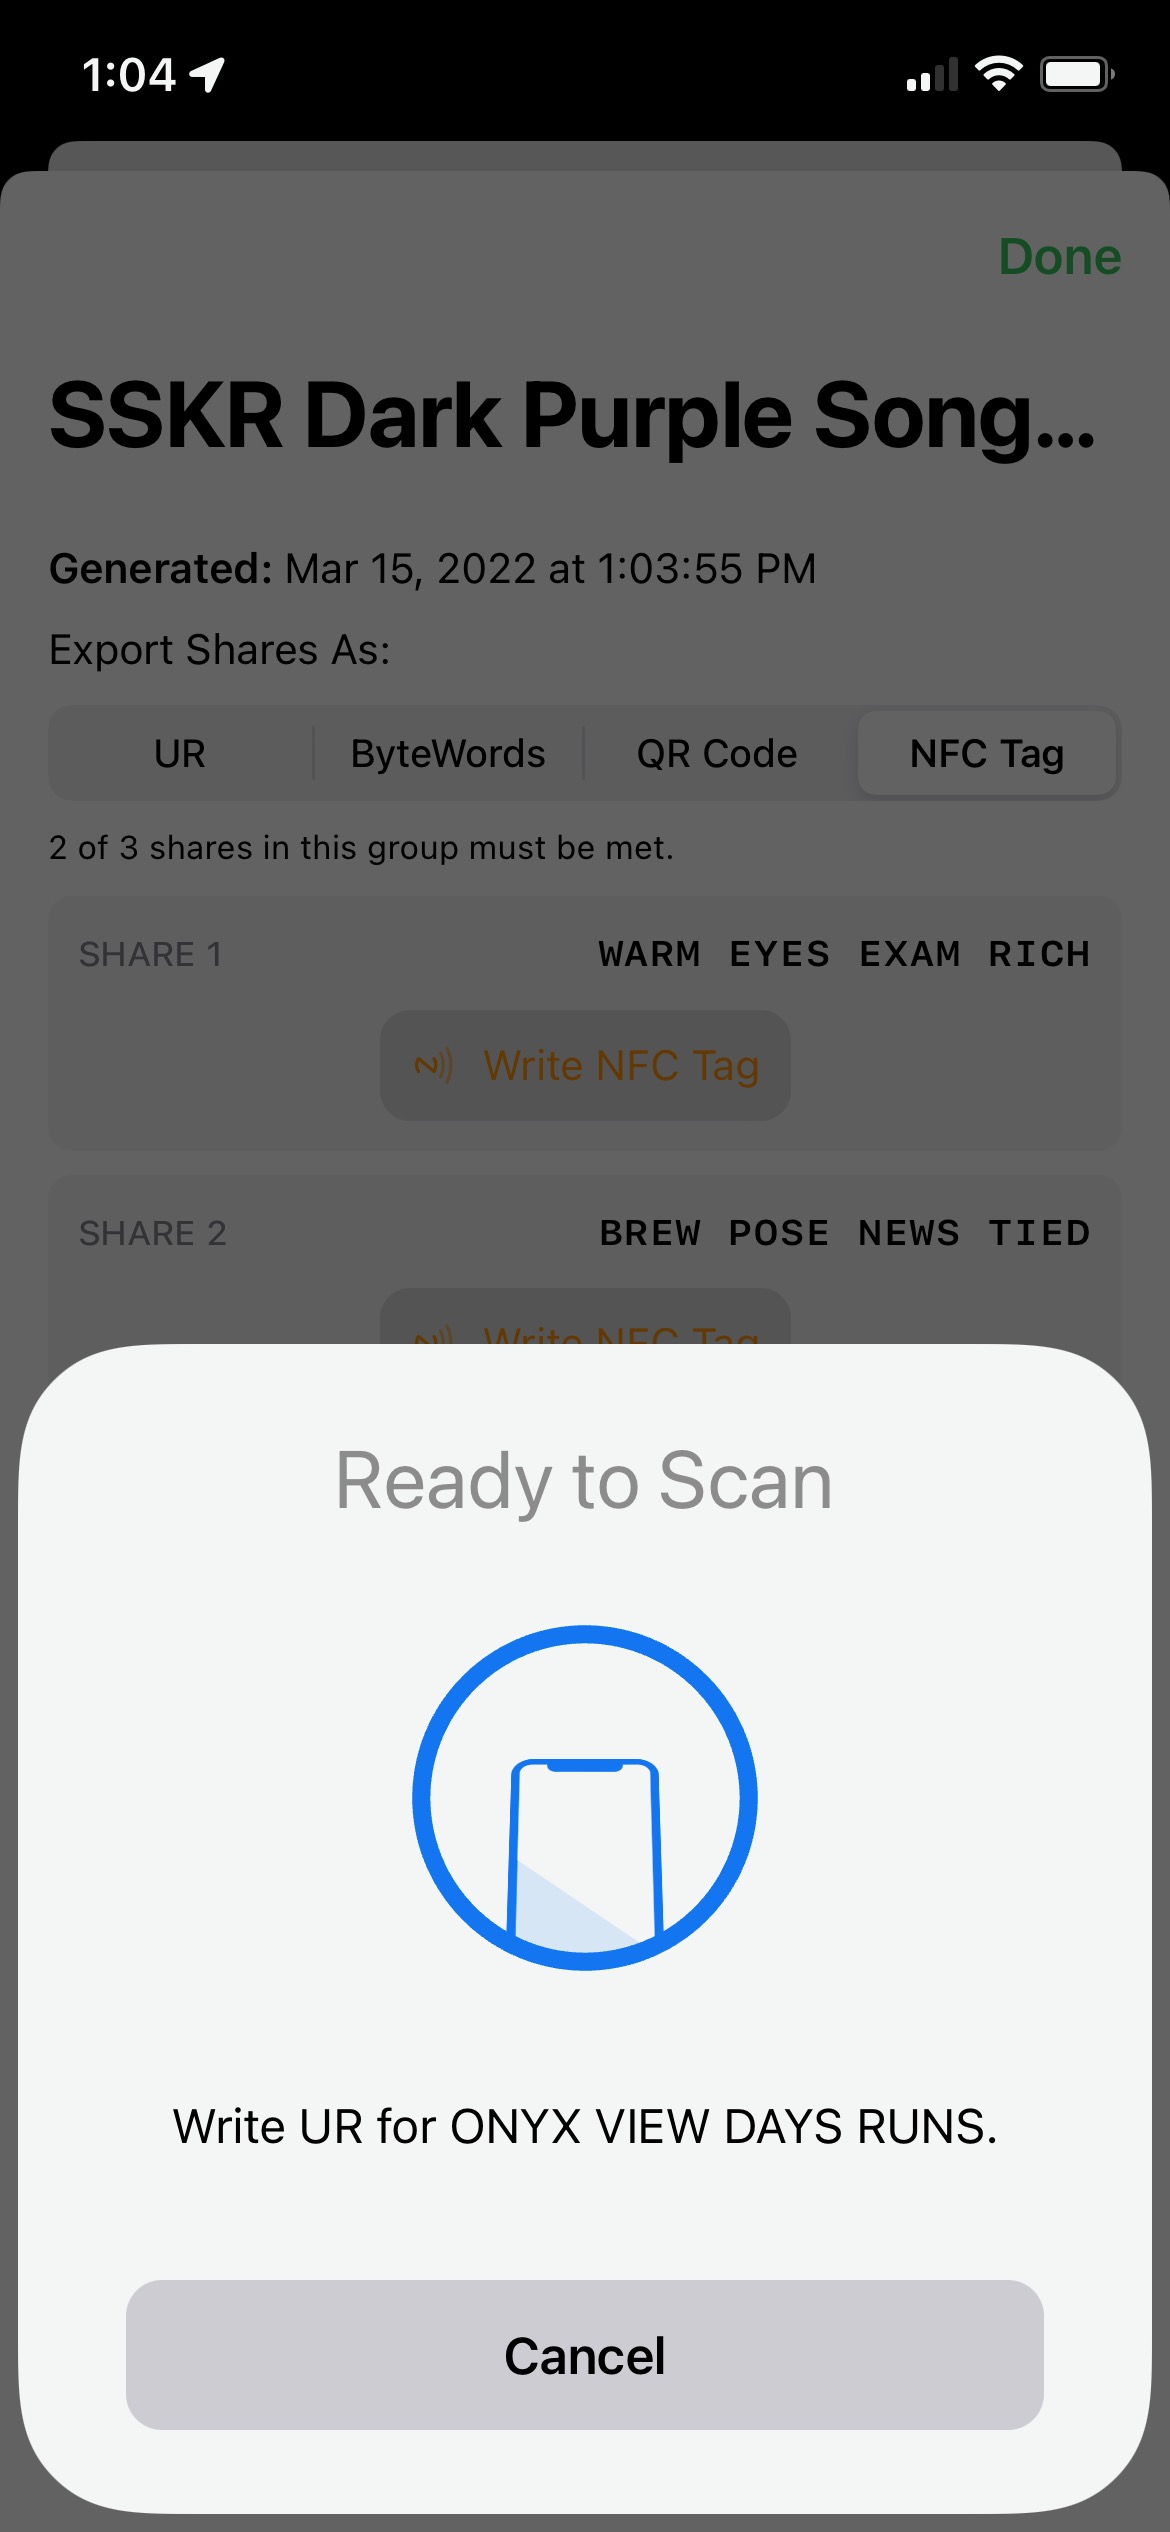 1:04
Done
SSKR Dark Purple Song...
Generated: Mar 15, 2022 at 1:03:55 PM
Export Shares As:
UR ByteWords QR Code NFC Tag
2 of 3 shares in this group must be met.
SHARE 1 WARM EYES EXAM RICH
Write NFC Tag
SHARE 2 BREW POSE NEWS TIED
Write NFC Tag
Ready to Scan
Write UR for ONYX VIEW DAYS RUNS.
Cancel